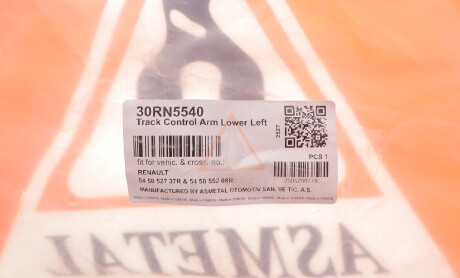 30RN5540
Track Control Arm Lower Left
2527
fit for vehic. & cross. no.:
PCS 1
RENAULT
54 50 527 37R & 54 50 552 08R
MANUFACTURED BY ASMETAL OTOMOTIV SAN. VE TIC. A.S.
ASMETAL